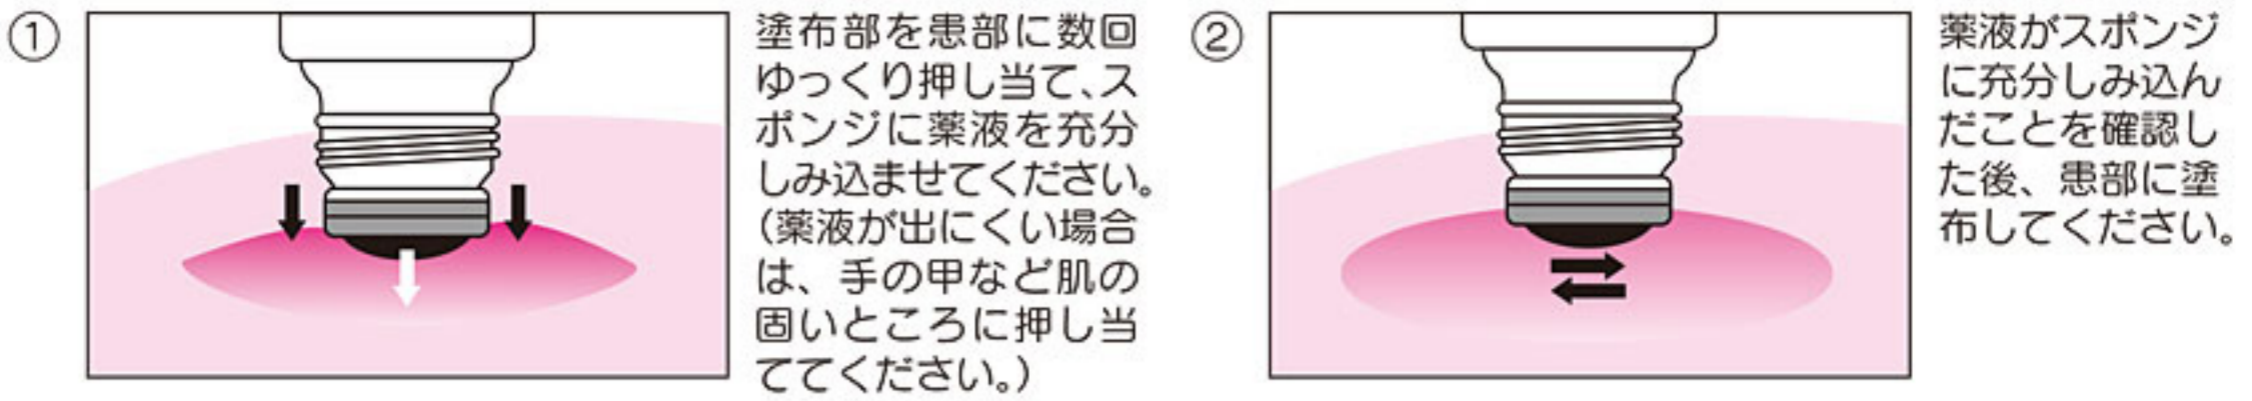 ①
塗布部を患部に数回
ゆっくり押し当て、ス
ポンジに薬液を充分
しみ込ませてください。
(薬液が出にくい場合
は、手の甲など肌の
固いところに押し当
ててください。)
②
薬液がスポンジ
に充分しみ込ん
だことを確認し
た後、患部に塗
布してください。